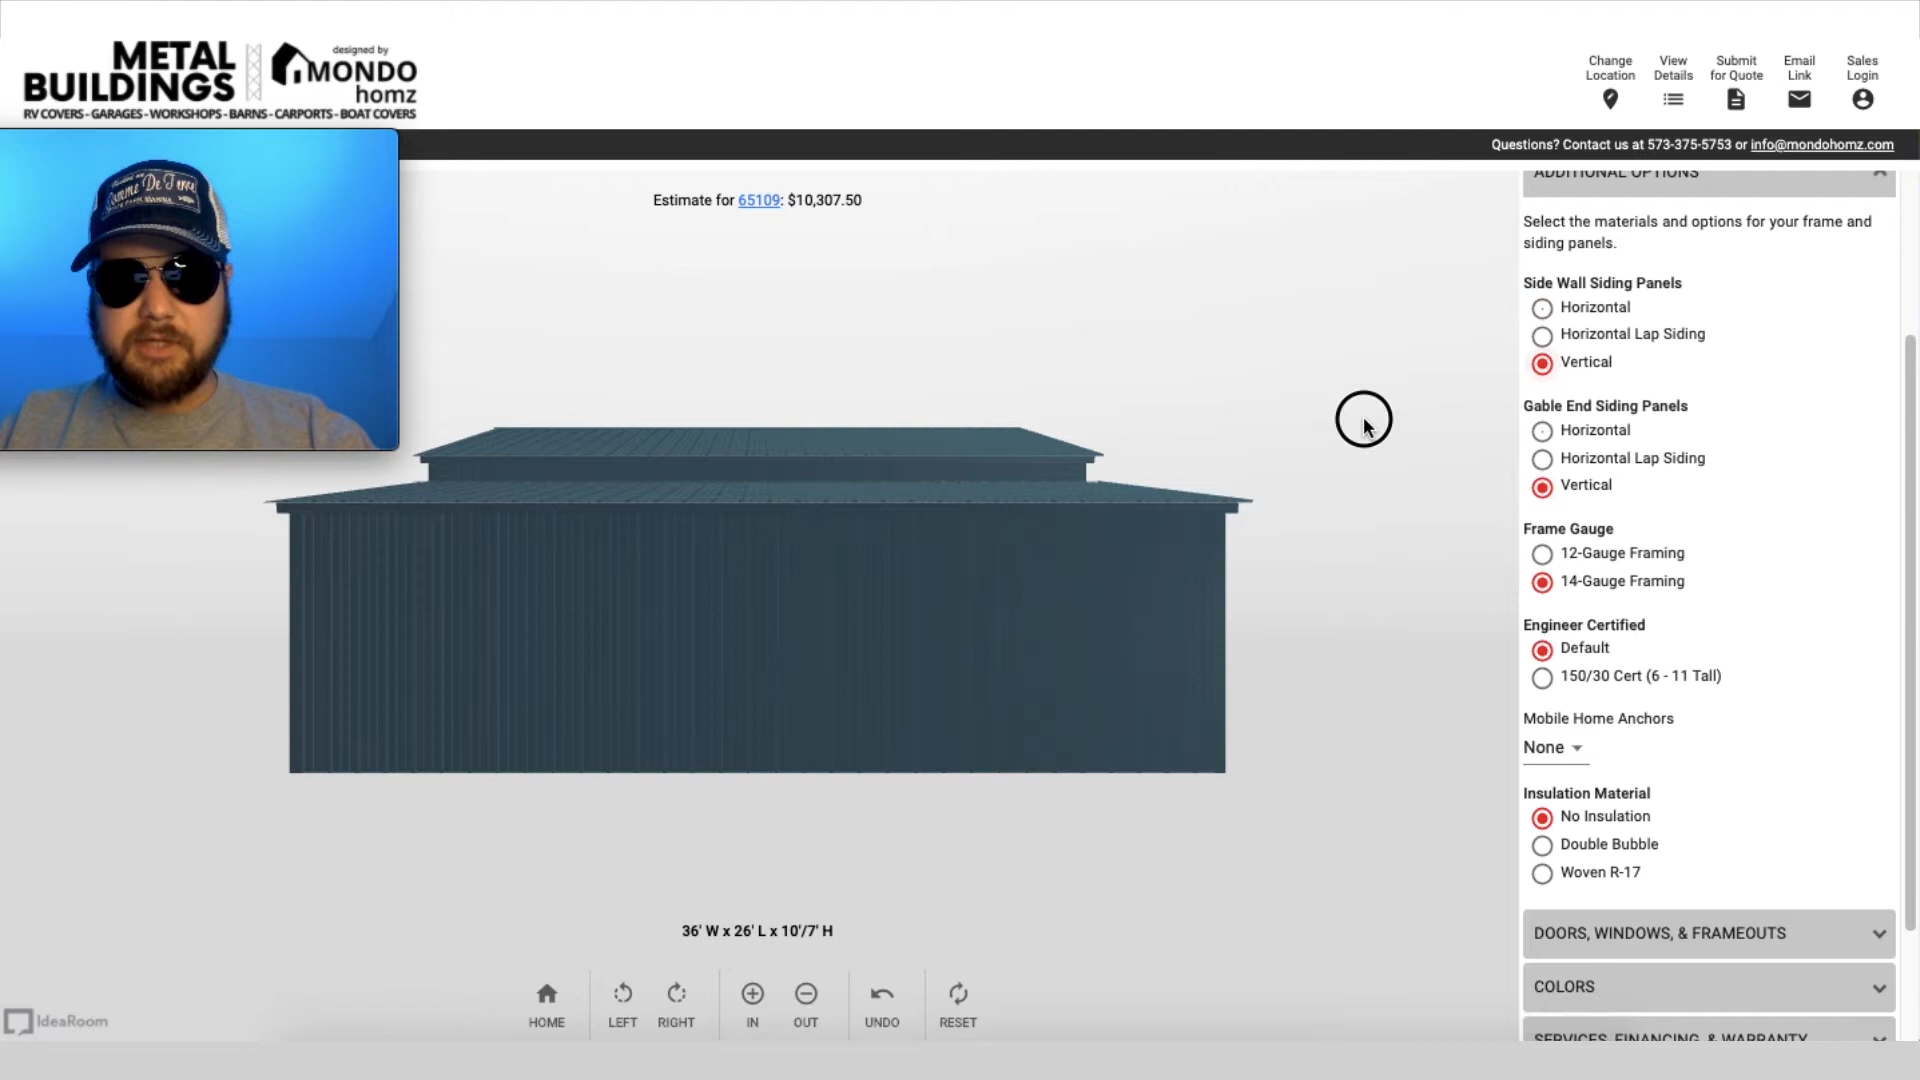 METAL
BUILDINGS
designed by
MONDO
homz
RV COVERS - GARAGES - WORKSHOPS - BARNS - CARPORTS - BOAT COVERS
Change
Location
View
Details
Submit
for Quote
Email
Link
Sales
Login
Questions? Contact us at 573-375-5753 or info@mondohomz.com
Estimate for 65109: $10,307.50
ADDITIONAL OPTIONS
Select the materials and options for your frame and
siding panels.
Side Wall Siding Panels
Horizontal
Horizontal Lap Siding
Vertical
Gable End Siding Panels
Horizontal
Horizontal Lap Siding
Vertical
Frame Gauge
12-Gauge Framing
14-Gauge Framing
Engineer Certified
Default
150/30 Cert (6 - 11 Tall)
Mobile Home Anchors
None
Insulation Material
No Insulation
Double Bubble
Woven R-17
DOORS, WINDOWS, & FRAMEOUTS
COLORS
SERVICES, FINANCING, & WARRANTY
36' W x 26' L x 10'/7' H
HOME
LEFT
RIGHT
IN
OUT
UNDO
RESET
IdeaRoom